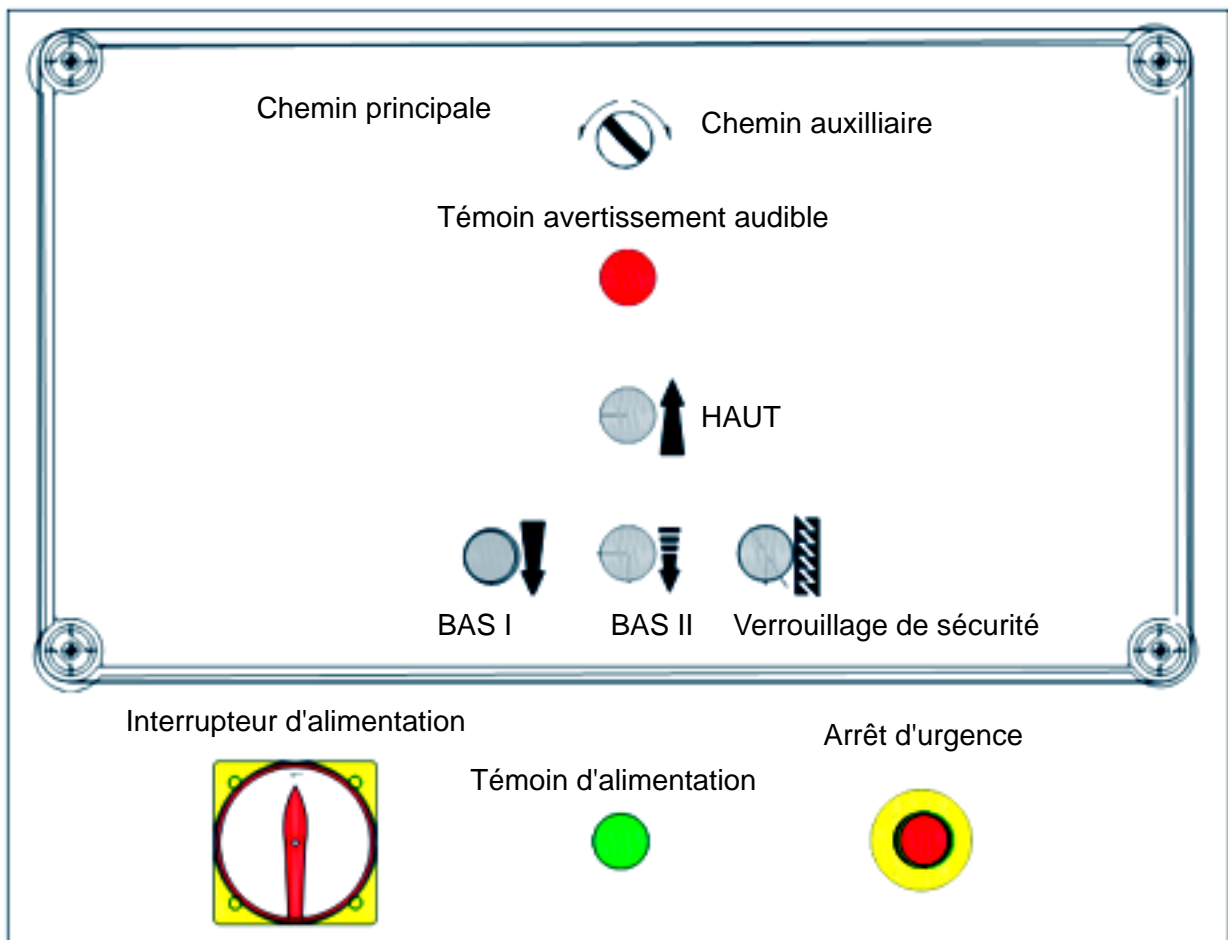 Chemin principale
Chemin auxilliaire
Témoin avertissement audible
HAUT
BAS I
BAS II
Verrouillage de sécurité
Interrupteur d'alimentation
Arrêt d'urgence
Témoin d'alimentation